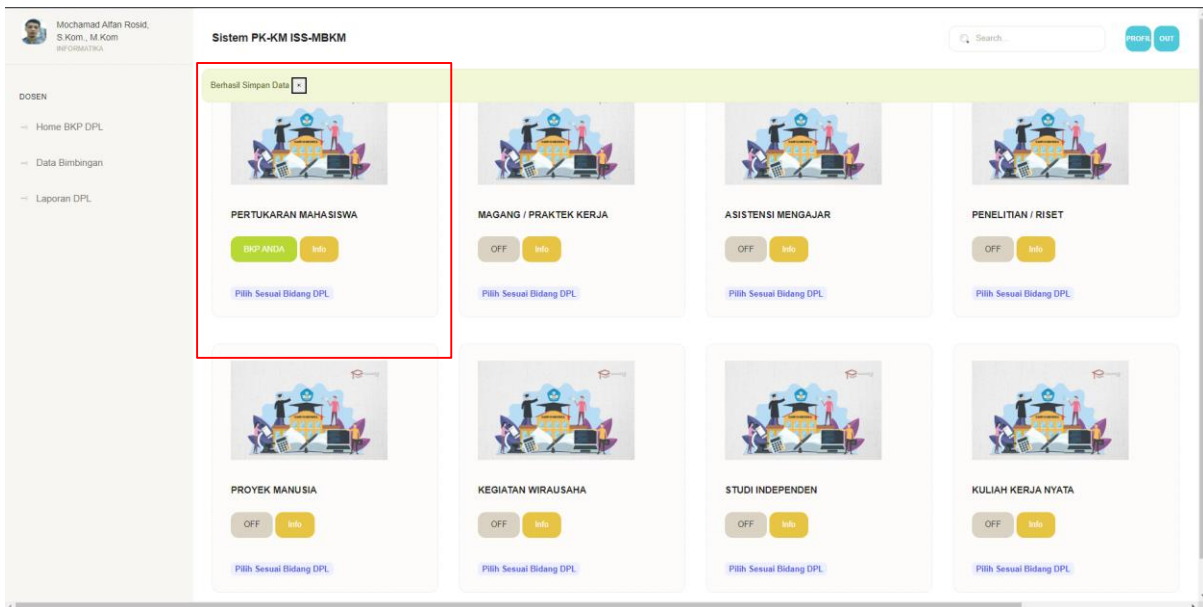 Mochamad Alfan Rosid,
S.Kom., M.Kom
INFORMATIKA
Sistem PK-KM ISS-MBKM
Search...
PROFIL
OUT
Berhasil Simpan Data ×
DOSEN
Home BKP DPL
Data Bimbingan
Laporan DPL
PERTUKARAN MAHASISWA
MAGANG / PRAKTEK KERJA
ASISTENSI MENGAJAR
PENELITIAN / RISET
BKP ANDA Info
OFF Info
OFF Info
OFF Info
Pilih Sesuai Bidang DPL
Pilih Sesuai Bidang DPL
Pilih Sesuai Bidang DPL
Pilih Sesuai Bidang DPL
PROYEK MANUSIA
KEGIATAN WIRAUSAHA
STUDI INDEPENDEN
KULIAH KERJA NYATA
OFF Info
OFF Info
OFF Info
OFF Info
Pilih Sesuai Bidang DPL
Pilih Sesuai Bidang DPL
Pilih Sesuai Bidang DPL
Pilih Sesuai Bidang DPL